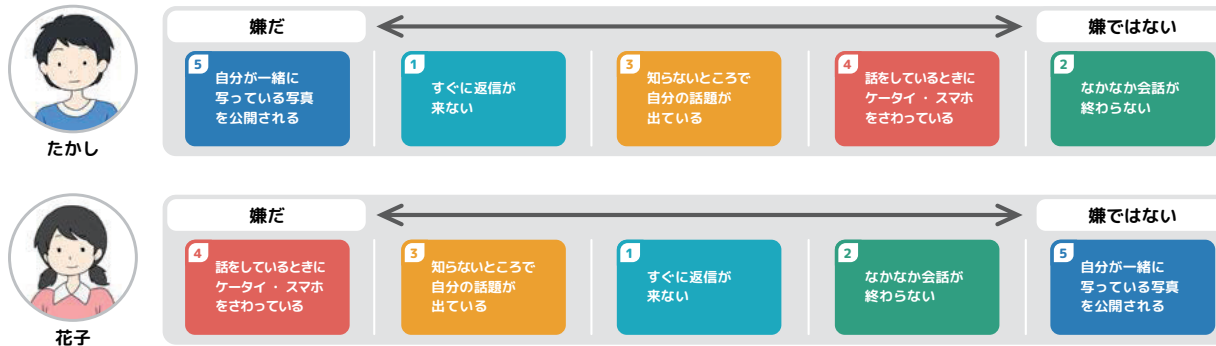 嫌だ
嫌ではない
5
自分が一緒に
写っている写真
を公開される
1
すぐに返信が
来ない
3
知らないところで
自分の話題が
出ている
4
話をしているときに
ケータイ・スマホ
をさわっている
2
なかなか会話が
終わらない
たかし
嫌だ
嫌ではない
4
話をしているときに
ケータイ・スマホ
をさわっている
3
知らないところで
自分の話題が
出ている
1
すぐに返信が
来ない
2
なかなか会話が
終わらない
5
自分が一緒に
写っている写真
を公開される
花子